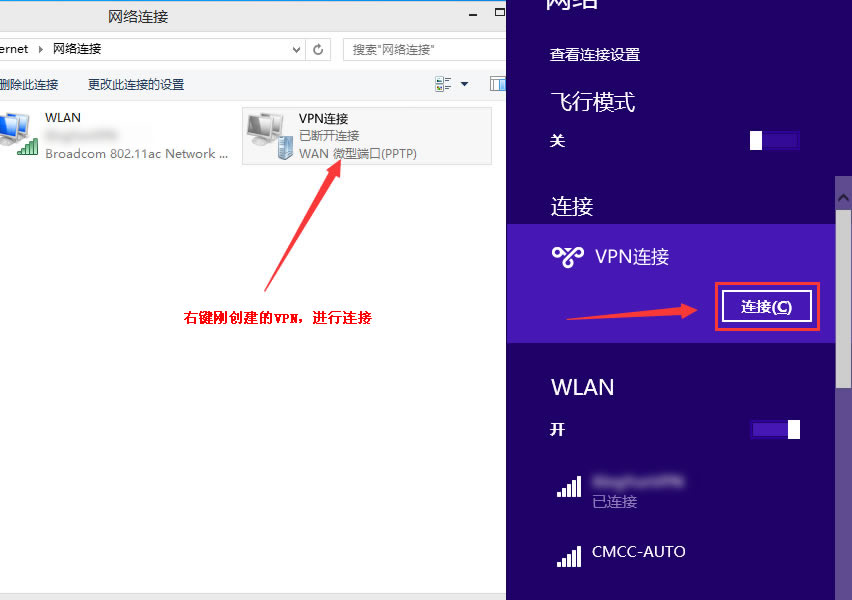 网络连接
ernet
网络连接
搜索"网络连接"
删除此连接
更改此连接的设置
WLAN
Broadcom 802.11ac Network ...
VPN连接
已断开连接
WAN 微型端口(PPTP)
右键刚创建的VPN，进行连接
网络
查看连接设置
飞行模式
关
连接
VPN连接
连接(C)
WLAN
开
已连接
CMCC-AUTO